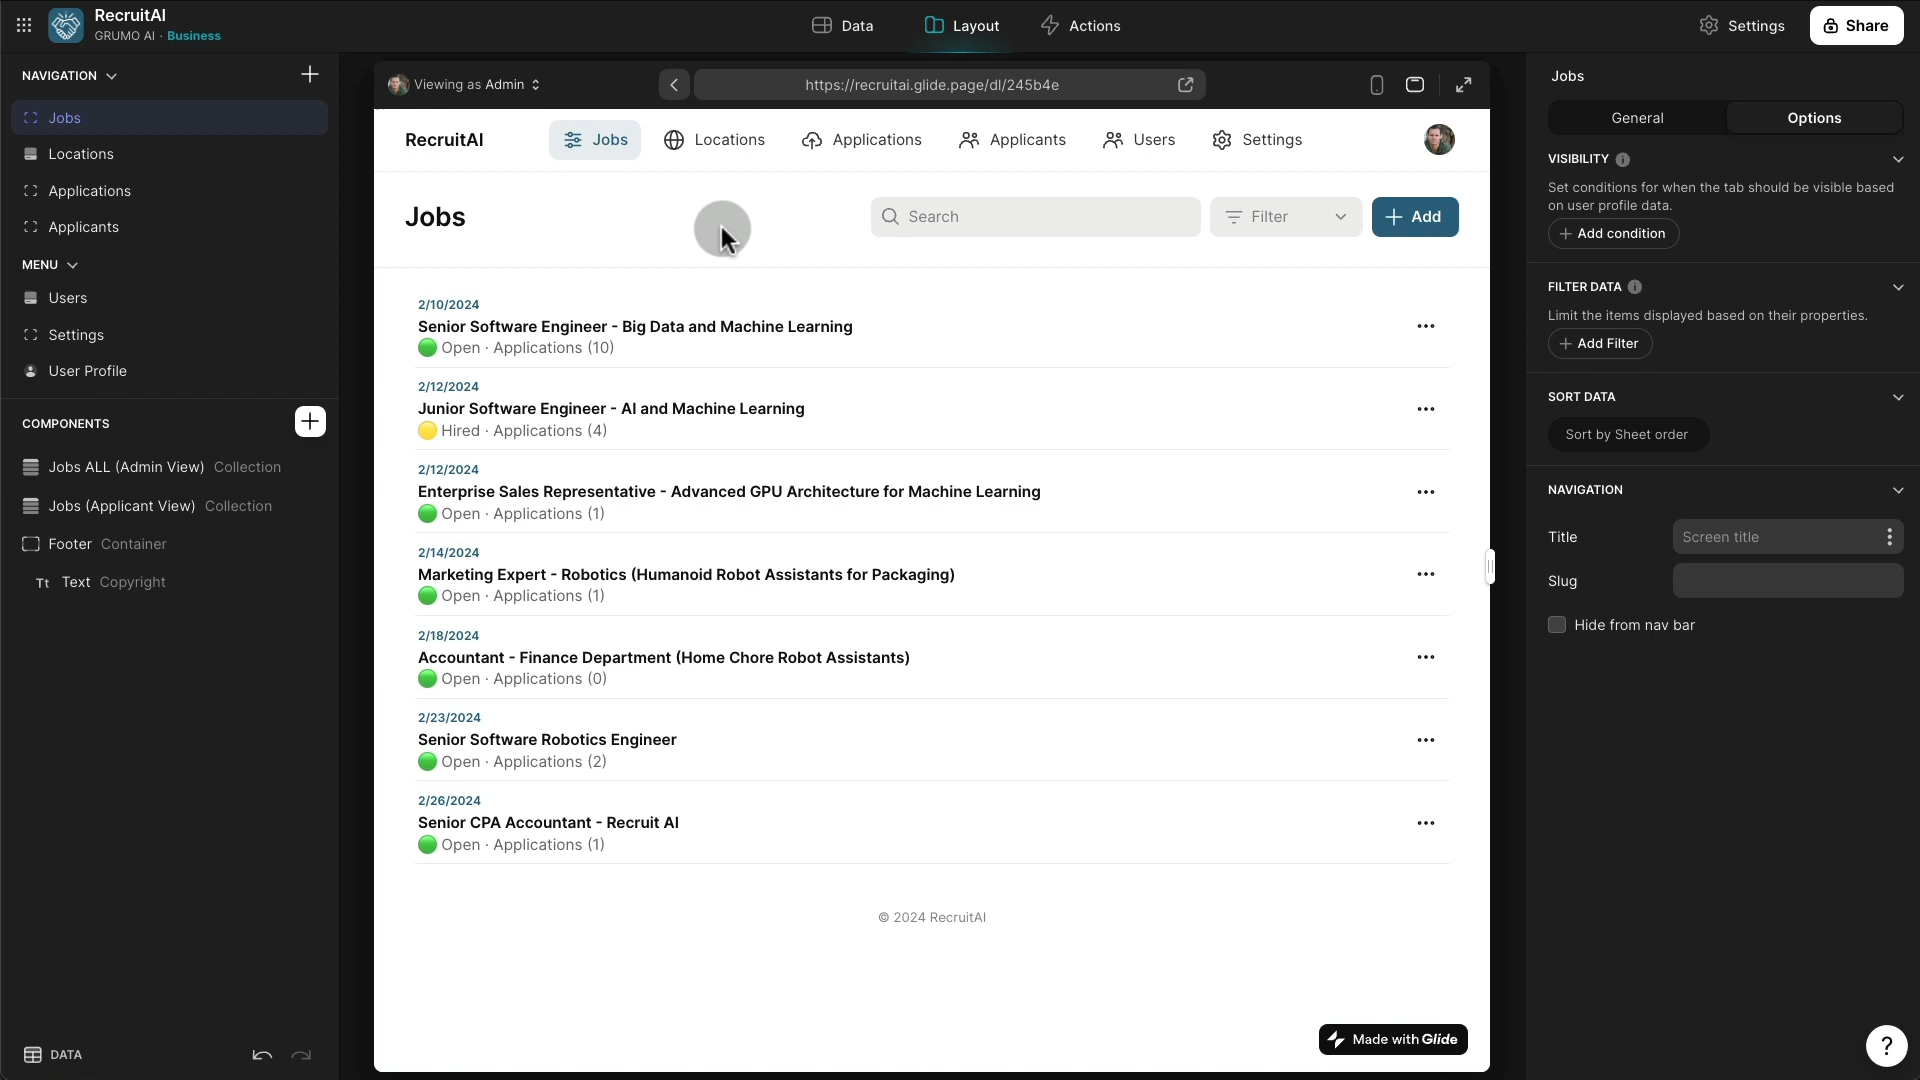 RecruitAI
GRUMO AI · Business
Data
Layout
Actions
Settings
Share
NAVIGATION
Jobs
Locations
Applications
Applicants
MENU
Users
Settings
User Profile
COMPONENTS
Jobs ALL (Admin View) Collection
Jobs (Applicant View) Collection
Footer Container
Tt Text Copyright
DATA
Viewing as Admin
https://recruitai.glide.page/dl/245b4e
RecruitAI
Jobs
Locations
Applications
Applicants
Users
Settings
Jobs
Search
Filter
Add
2/10/2024
Senior Software Engineer - Big Data and Machine Learning
Open · Applications (10)
2/12/2024
Junior Software Engineer - AI and Machine Learning
Hired · Applications (4)
2/12/2024
Enterprise Sales Representative - Advanced GPU Architecture for Machine Learning
Open · Applications (1)
2/14/2024
Marketing Expert - Robotics (Humanoid Robot Assistants for Packaging)
Open · Applications (1)
2/18/2024
Accountant - Finance Department (Home Chore Robot Assistants)
Open · Applications (0)
2/23/2024
Senior Software Robotics Engineer
Open · Applications (2)
2/26/2024
Senior CPA Accountant - Recruit AI
Open · Applications (1)
© 2024 RecruitAI
Made with Glide
Jobs
General
Options
VISIBILITY
Set conditions for when the tab should be visible based
on user profile data.
Add condition
FILTER DATA
Limit the items displayed based on their properties.
Add Filter
SORT DATA
Sort by Sheet order
NAVIGATION
Title
Screen title
Slug
Hide from nav bar
?